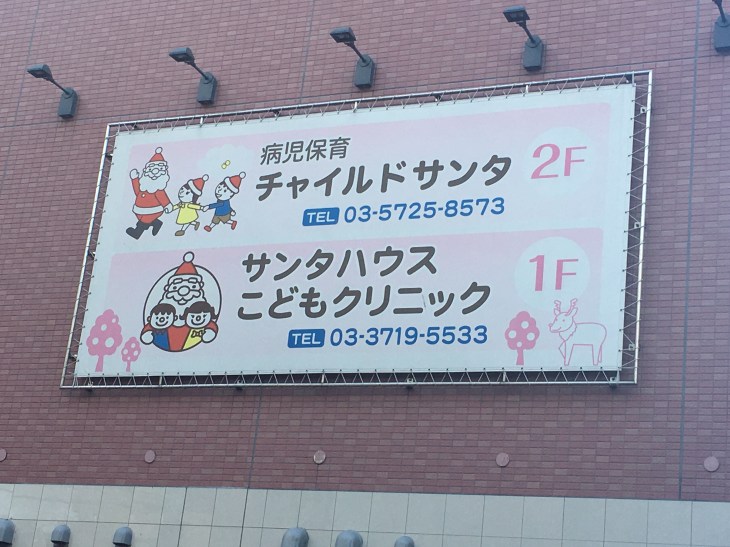 病児保育
チャイルドサンタ 2F
TEL 03-5725-8573
サンタハウス
こどもクリニック 1F
TEL 03-3719-5533